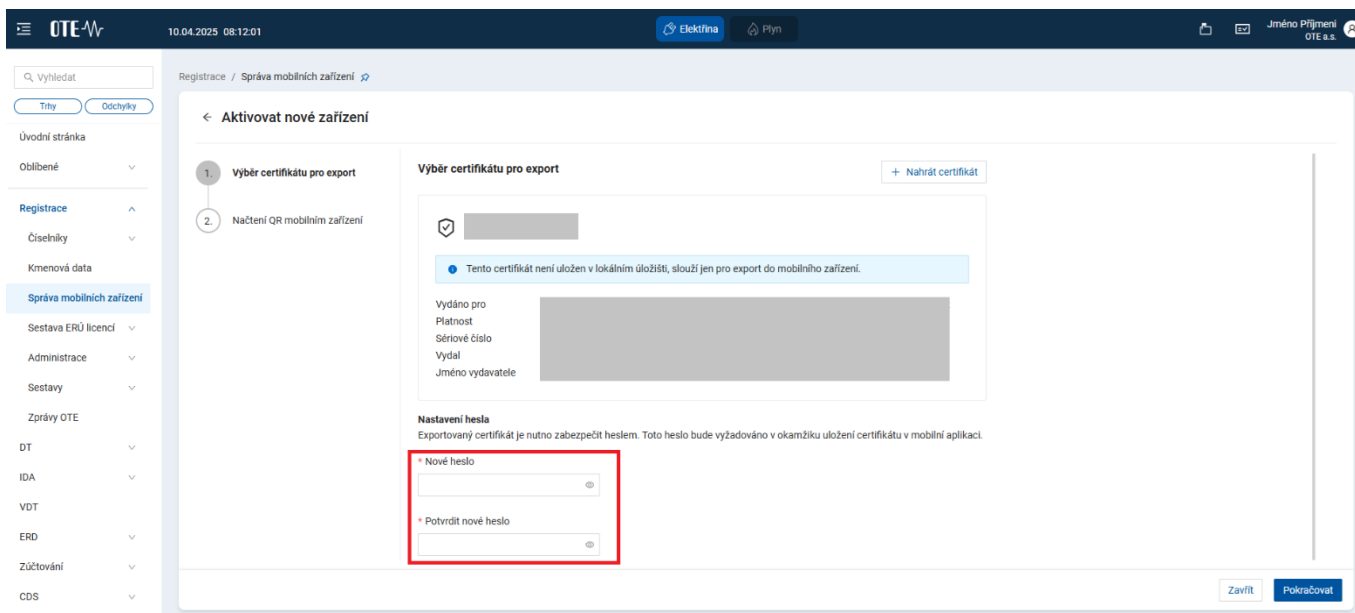 OTE
10.04.2025 08:12:01
Elektřina
Plyn
Jméno Příjmení
OTE a.s.
Vyhledat
Trhy
Odchylky
Úvodní stránka
Oblíbené
Registrace
Číselníky
Kmenová data
Správa mobilních zařízení
Sestava ERÚ licencí
Administrace
Sestavy
Zprávy OTE
DT
IDA
VDT
ERD
Zúčtování
CDS
Registrace / Správa mobilních zařízení
Aktivovat nové zařízení
1. Výběr certifikátu pro export
2. Načtení QR mobilním zařízení
Výběr certifikátu pro export
+ Nahrát certifikát
Tento certifikát není uložen v lokálním úložišti, slouží jen pro export do mobilního zařízení.
Vydáno pro
Platnost
Sériové číslo
Vydal
Jméno vydavatele
Nastavení hesla
Exportovaný certifikát je nutno zabezpečit heslem. Toto heslo bude vyžadováno v okamžiku uložení certifikátu v mobilní aplikaci.
* Nové heslo
* Potvrdit nové heslo
Zavřít
Pokračovat